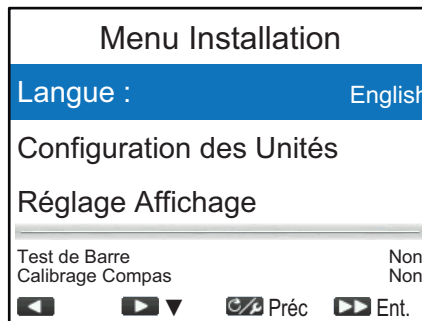 Menu Installation
Langue : English
Configuration des Unités
Réglage Affichage
Test de Barre Non
Calibrage Compas Non
Préc Ent.